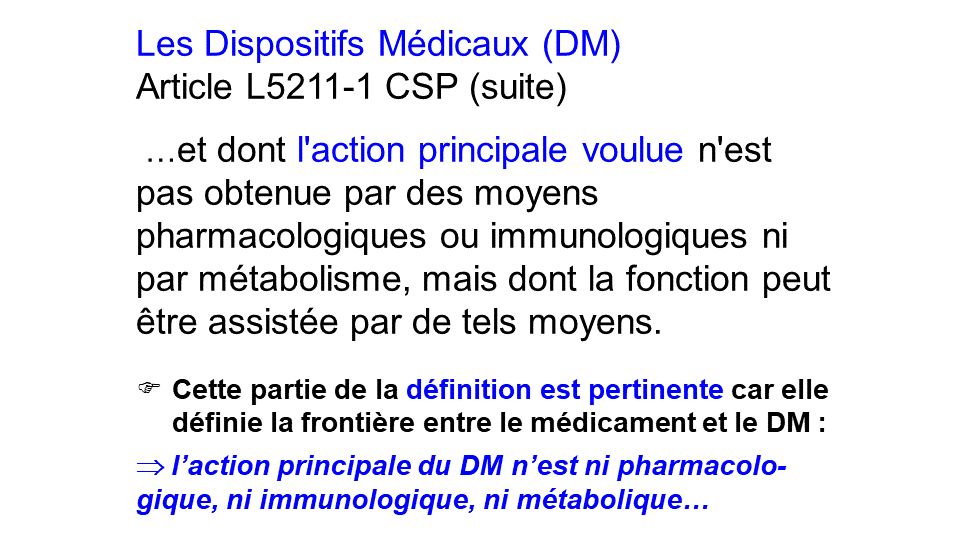 Les Dispositifs Médicaux (DM)
Article L5211-1 CSP (suite)
...et dont l'action principale voulue n'est
pas obtenue par des moyens
pharmacologiques ou immunologiques ni
par métabolisme, mais dont la fonction peut
être assistée par de tels moyens.
☞ Cette partie de la définition est pertinente car elle
définie la frontière entre le médicament et le DM :
⇒ l’action principale du DM n’est ni pharmacolo-
gique, ni immunologique, ni métabolique…